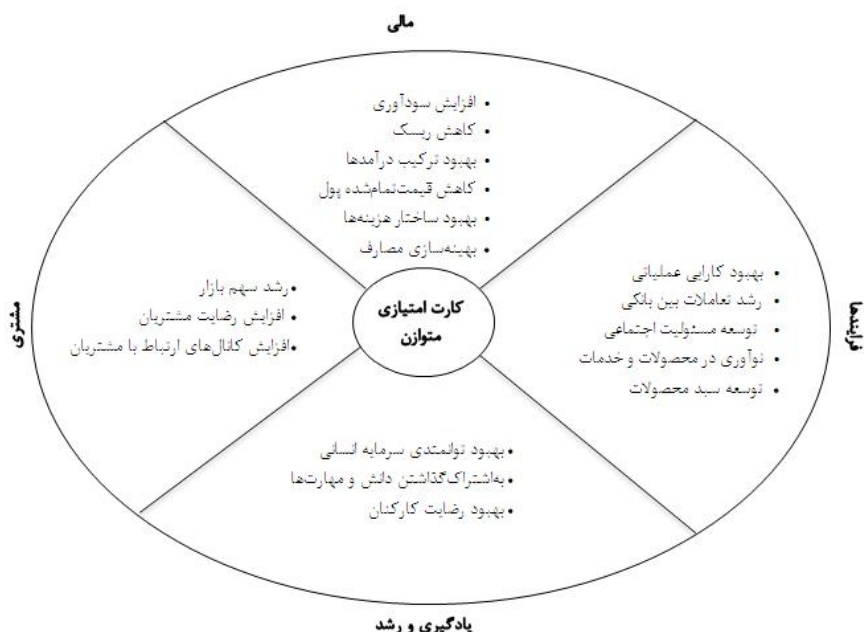 مالی
• افزایش سودآوری
• کاهش ریسک
• بهبود ترکیب درآمدها
• کاهش قیمت‌تمام‌شده پول
• بهبود ساختار هزینه‌ها
• بهینه‌سازی مصارف
فرایندها
• بهبود کارایی عملیاتی
• رشد تعاملات بین بانکی
• توسعه مسئولیت اجتماعی
• نوآوری در محصولات و خدمات
• توسعه سبد محصولات
کارت امتیازی
متوازن
مشتری
• رشد سهم بازار
• افزایش رضایت مشتریان
• افزایش کانال‌های ارتباط با مشتریان
• بهبود توانمندی سرمایه انسانی
• به‌اشتراک‌گذاشتن دانش و مهارت‌ها
• بهبود رضایت کارکنان
یادگیری و رشد